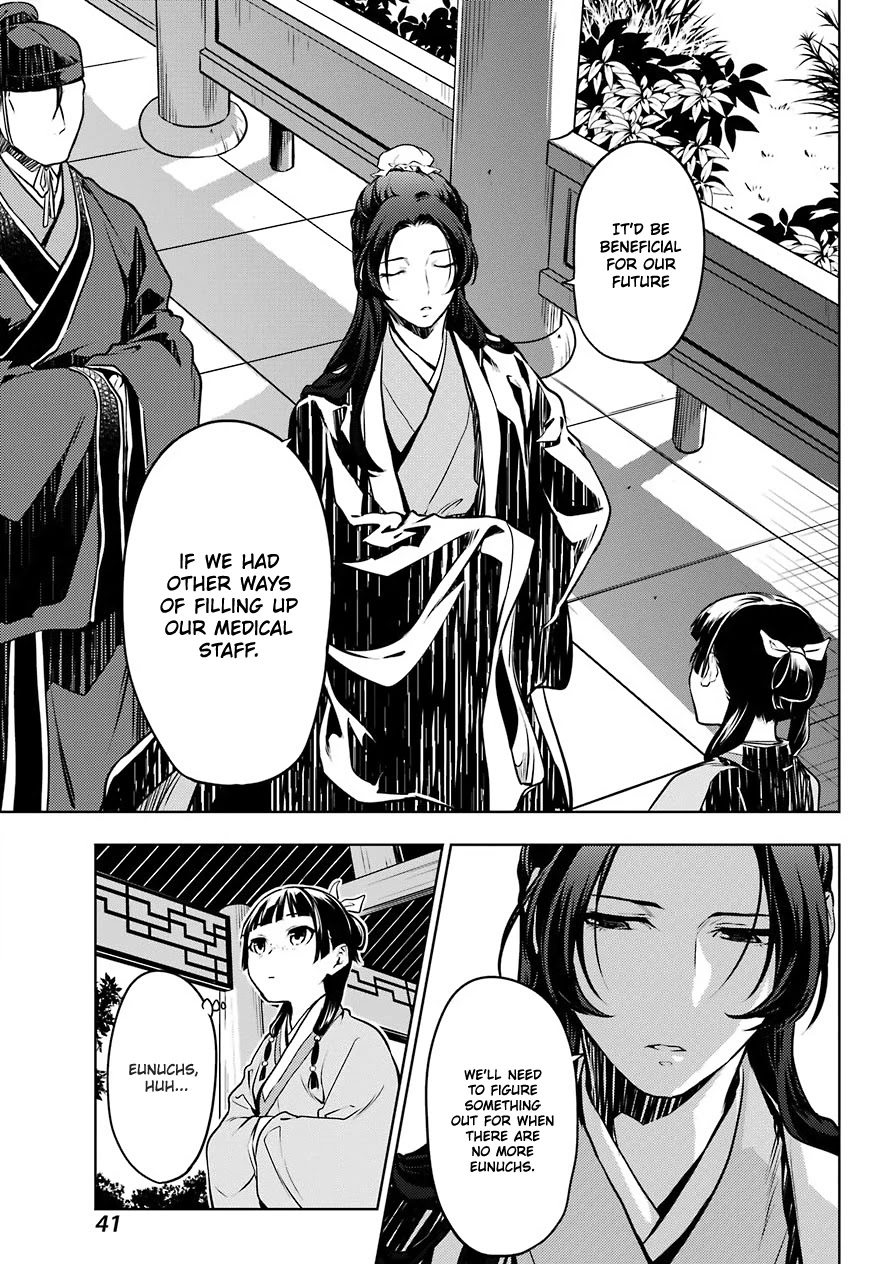 IT'D BE
BENEFICIAL
FOR OUR
FUTURE
IF WE HAD
OTHER WAYS
OF FILLING UP
OUR MEDICAL
STAFF.
WE'LL NEED
TO FIGURE
SOMETHING
OUT FOR WHEN
THERE ARE
NO MORE
EUNUCHS.
EUNUCHS,
HUH...
41